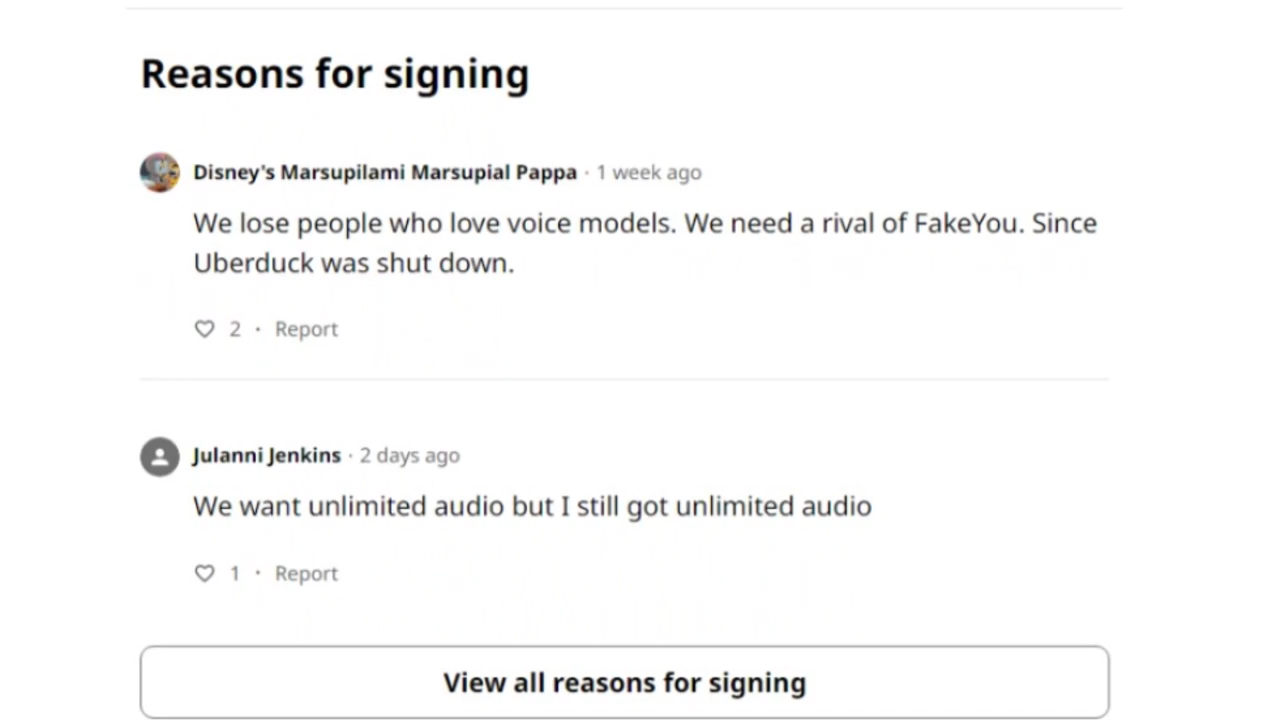 Reasons for signing
Disney's Marsupilami Marsupial Pappa · 1 week ago
We lose people who love voice models. We need a rival of FakeYou. Since
Uberduck was shut down.
2 · Report
Julanni Jenkins · 2 days ago
We want unlimited audio but I still got unlimited audio
1 · Report
View all reasons for signing